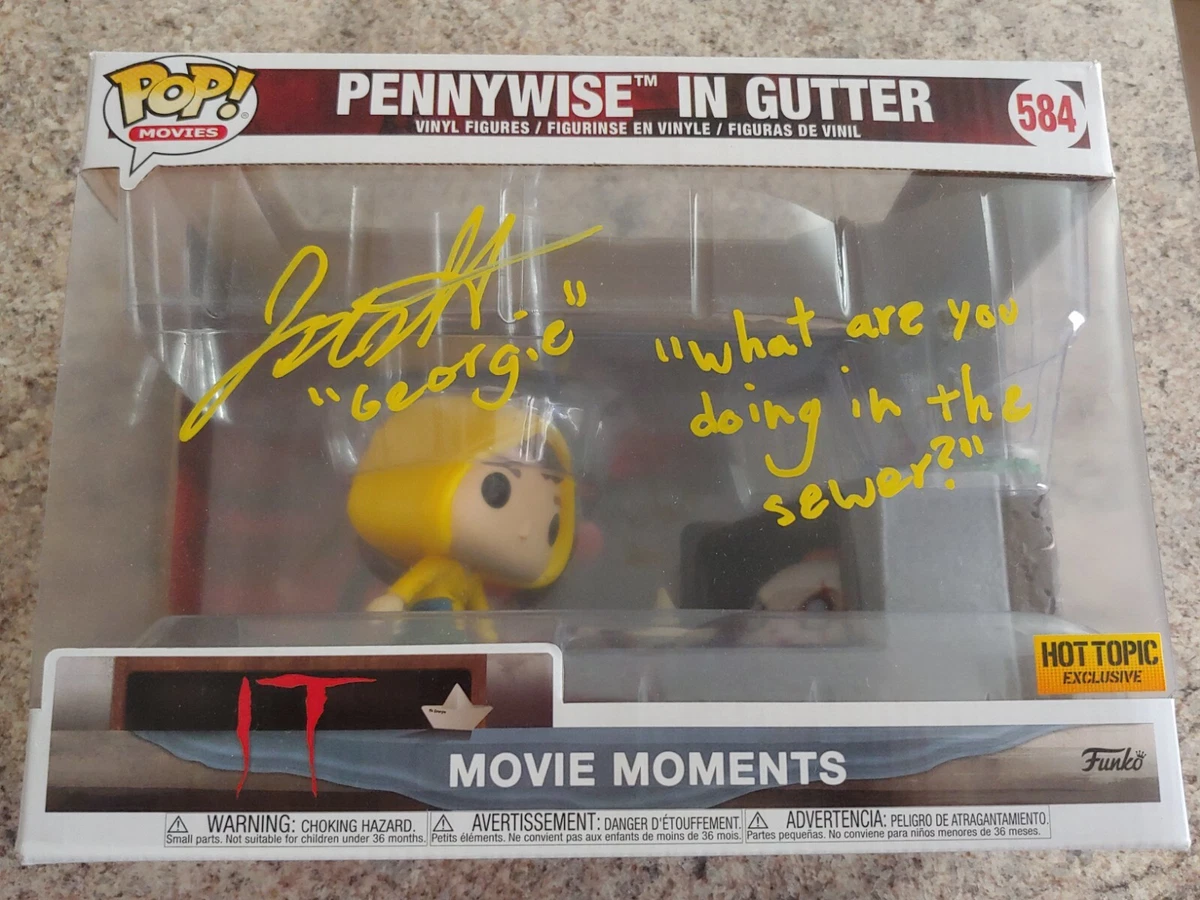 POP!
MOVIES
PENNYWISE™ IN GUTTER
VINYL FIGURES / FIGURINSE EN VINYLE / FIGURAS DE VINIL
584
"Georgie"
"What are you
doing in the
sewer?"
HOT TOPIC
EXCLUSIVE
IT
MOVIE MOMENTS
Funko
WARNING: CHOKING HAZARD.
Small parts. Not suitable for children under 36 months.
AVERTISSEMENT: DANGER D'ÉTOUFFEMENT.
Petits éléments. Ne convient pas aux enfants de moins de 36 mois.
ADVERTENCIA: PELIGRO DE ATRAGANTAMIENTO.
Partes pequeñas. No conviene para niños menores de 36 meses.